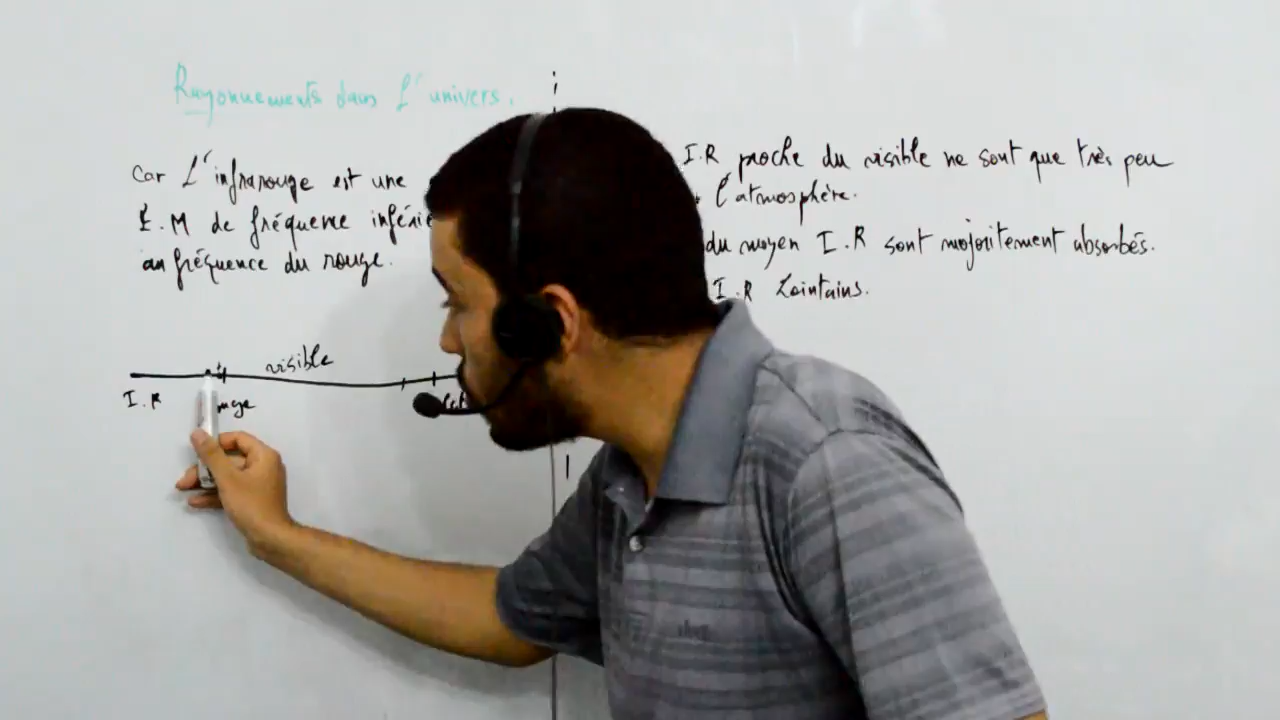 Rayonnements dans L'univers.
Car L'infrarouge est une
E.M de fréquence inférie
au fréquence du rouge.
visible
I.R
I.R proche du visible ne sont que très peu
l'atmosphère.
du moyen I.R sont majoritement absorbés.
I.R Lointains.